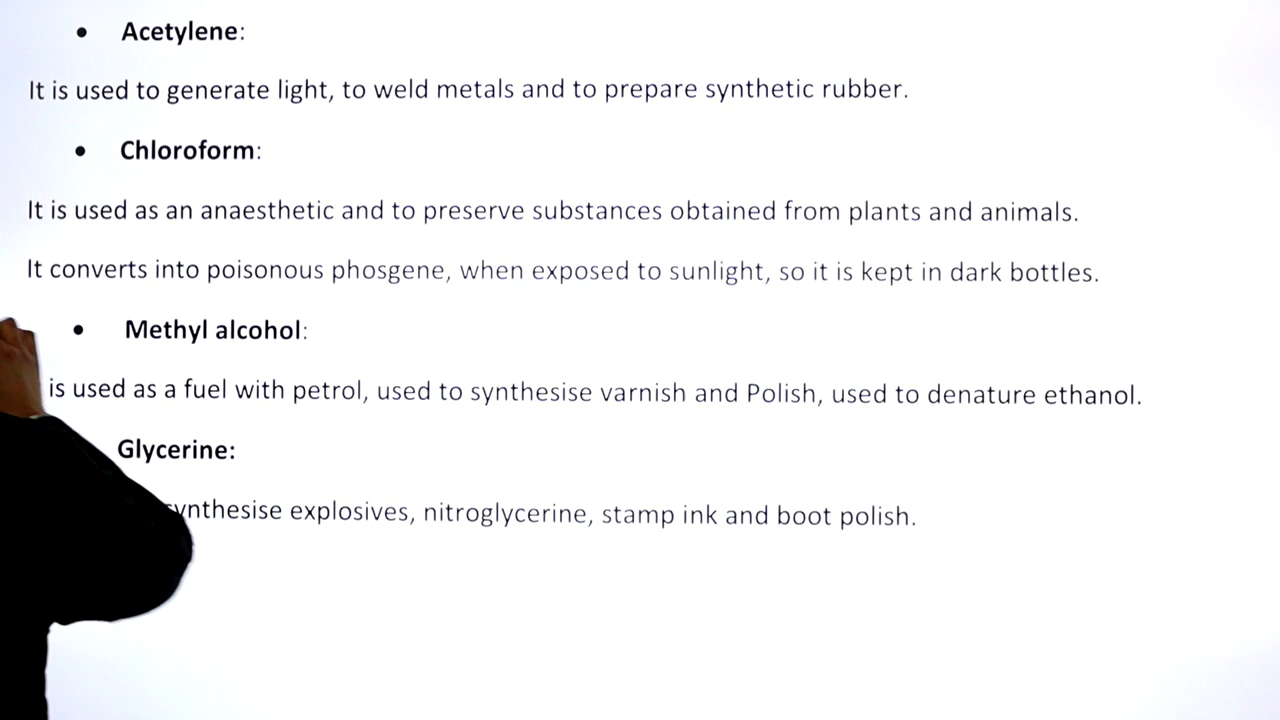 • Acetylene:
It is used to generate light, to weld metals and to prepare synthetic rubber.
• Chloroform:
It is used as an anaesthetic and to preserve substances obtained from plants and animals.
It converts into poisonous phosgene, when exposed to sunlight, so it is kept in dark bottles.
• Methyl alcohol:
is used as a fuel with petrol, used to synthesise varnish and Polish, used to denature ethanol.
Glycerine:
explosives, nitroglycerine, stamp ink and boot polish.